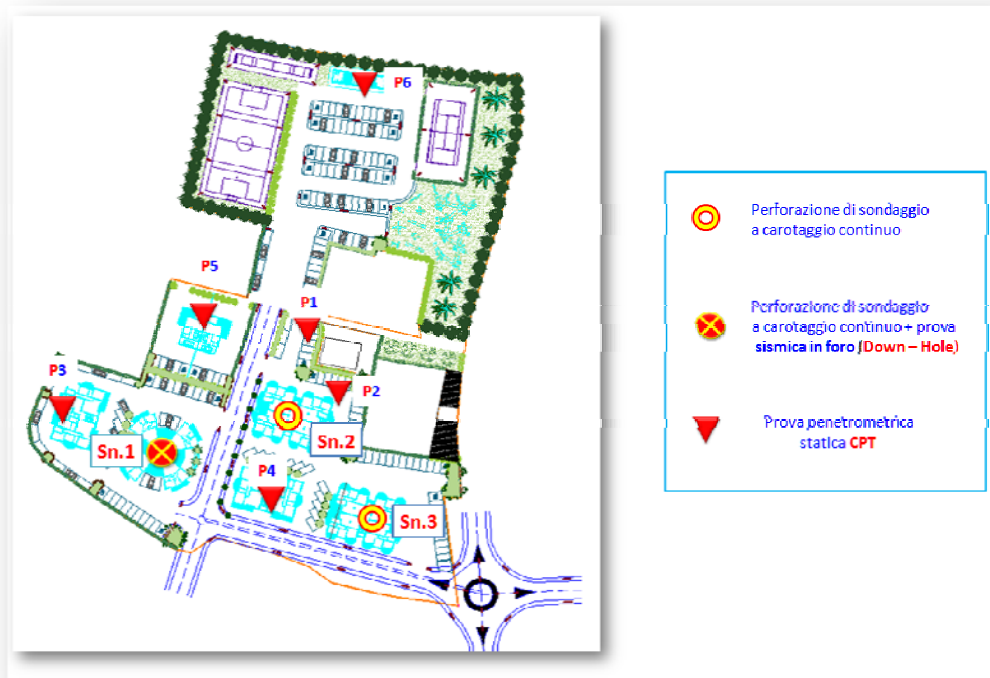 P6
P5
P1
P3
P2
Sn.1
Sn.2
P4
Sn.3
Perforazione di sondaggio
a carotaggio continuo
Perforazione di sondaggio
a carotaggio continuo + prova
sismica in foro (Down – Hole)
Prova penetrometrica
statica CPT